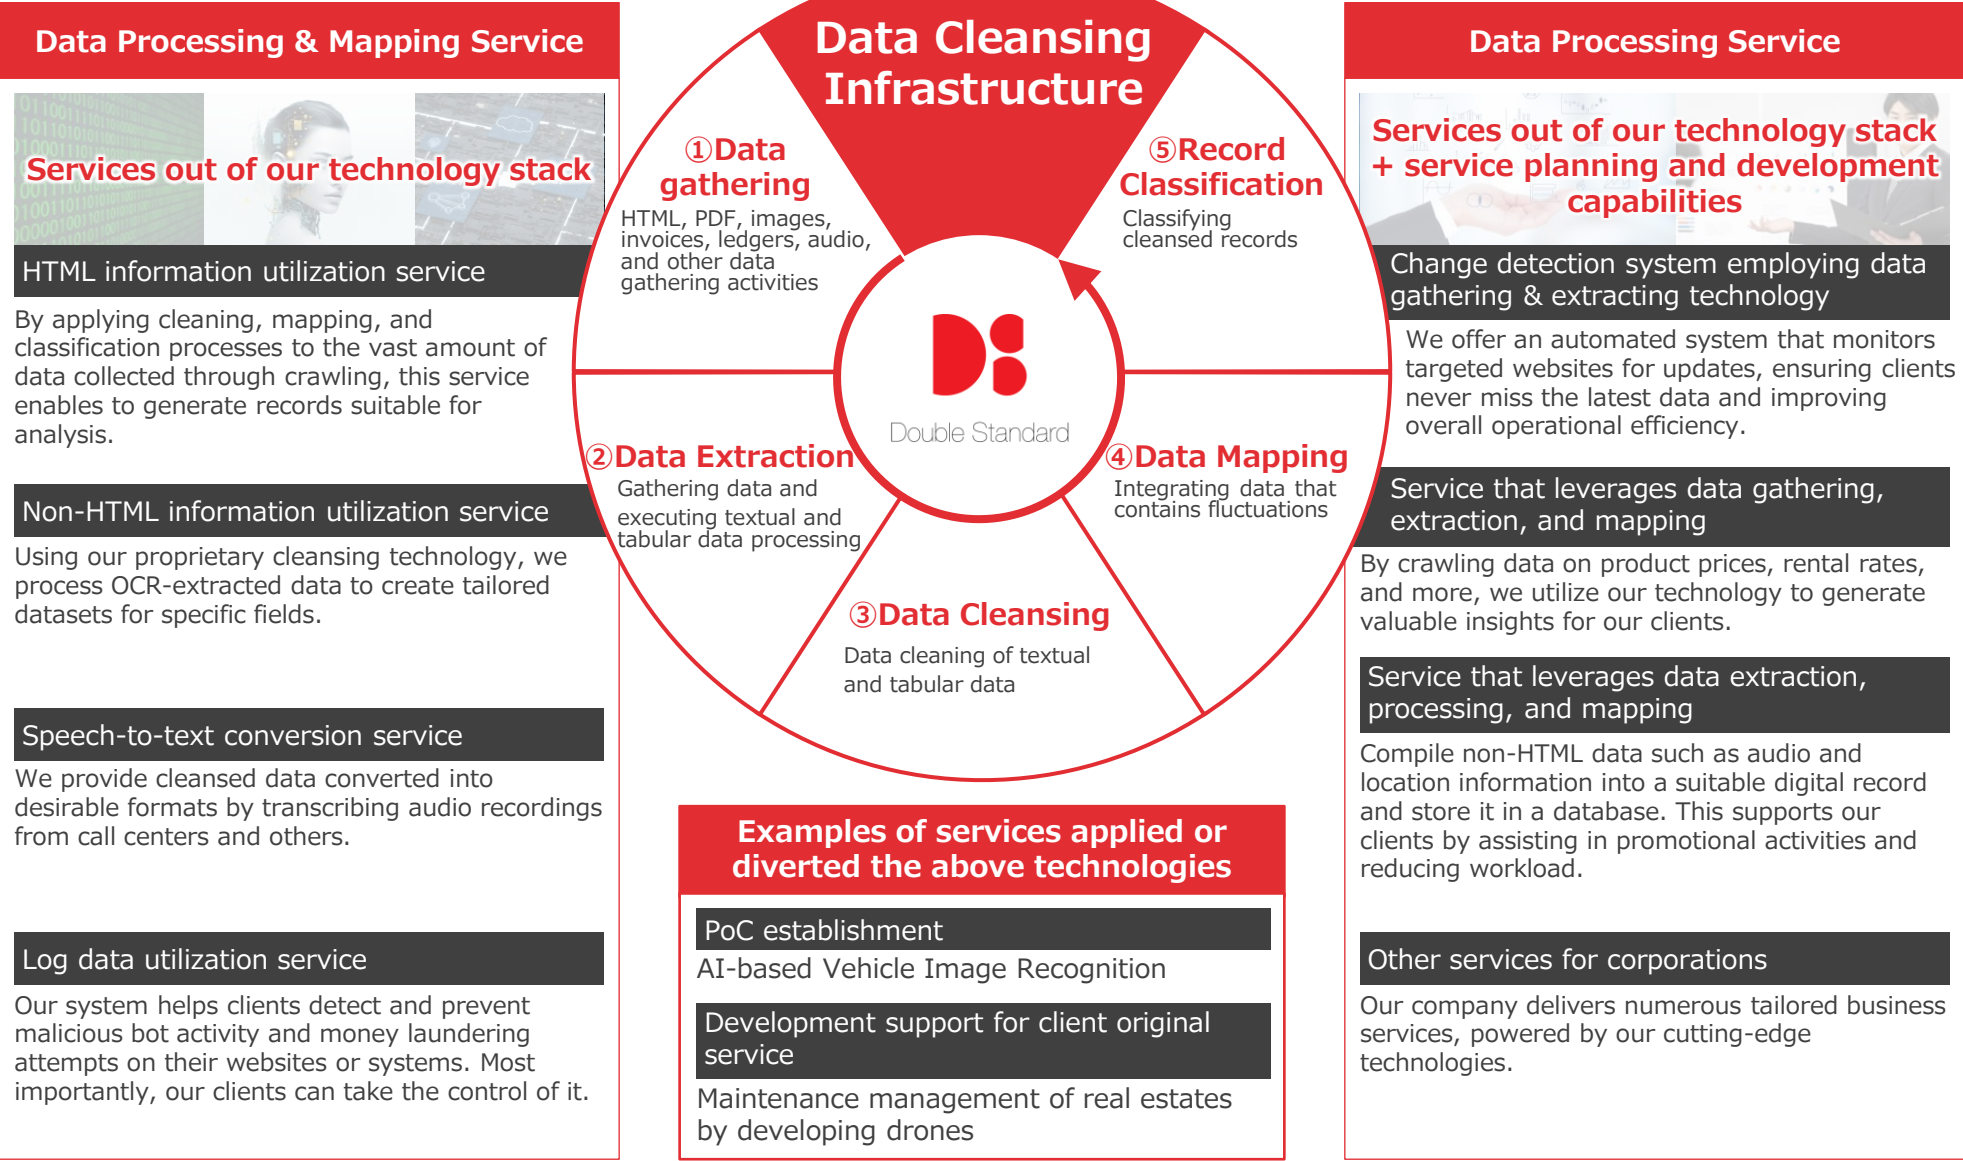 Data Processing & Mapping Service
Services out of our technology stack
HTML information utilization service
By applying cleaning, mapping, and
classification processes to the vast amount of
data collected through crawling, this service
enables to generate records suitable for
analysis.
Non-HTML information utilization service
Using our proprietary cleansing technology, we
process OCR-extracted data to create tailored
datasets for specific fields.
Speech-to-text conversion service
We provide cleansed data converted into
desirable formats by transcribing audio recordings
from call centers and others.
Log data utilization service
Our system helps clients detect and prevent
malicious bot activity and money laundering
attempts on their websites or systems. Most
importantly, our clients can take the control of it.
Data Cleansing
Infrastructure
①Data
gathering
HTML, PDF, images,
invoices, ledgers, audio,
and other data
gathering activities
②Data Extraction
Gathering data and
executing textual and
tabular data processing
③Data Cleansing
Data cleaning of textual
and tabular data
④Data Mapping
Integrating data that
contains fluctuations
⑤Record
Classification
Classifying
cleansed records
Double Standard
Examples of services applied or
diverted the above technologies
PoC establishment
AI-based Vehicle Image Recognition
Development support for client original
service
Maintenance management of real estates
by developing drones
Data Processing Service
Services out of our technology stack
+ service planning and development
capabilities
Change detection system employing data
gathering & extracting technology
We offer an automated system that monitors
targeted websites for updates, ensuring clients
never miss the latest data and improving
overall operational efficiency.
Service that leverages data gathering,
extraction, and mapping
By crawling data on product prices, rental rates,
and more, we utilize our technology to generate
valuable insights for our clients.
Service that leverages data extraction,
processing, and mapping
Compile non-HTML data such as audio and
location information into a suitable digital record
and store it in a database. This supports our
clients by assisting in promotional activities and
reducing workload.
Other services for corporations
Our company delivers numerous tailored business
services, powered by our cutting-edge
technologies.